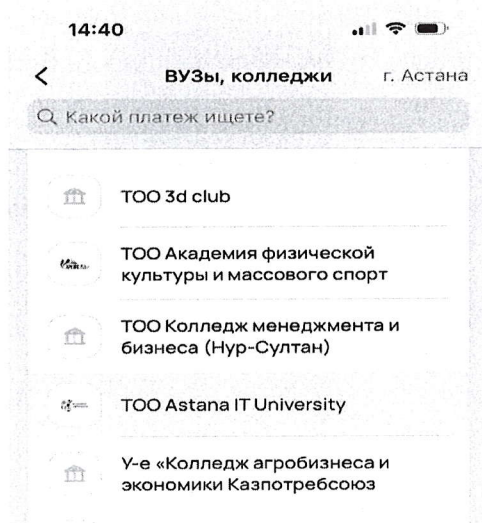 14:40
ВУЗы, колледжи г. Астана
Какой платеж ищете?
ТОО 3d club
ТОО Академия физической
культуры и массового спорт
ТОО Колледж менеджмента и
бизнеса (Нур-Султан)
ТОО Astana IT University
У-е «Колледж агробизнеса и
экономики Казпотребсоюз